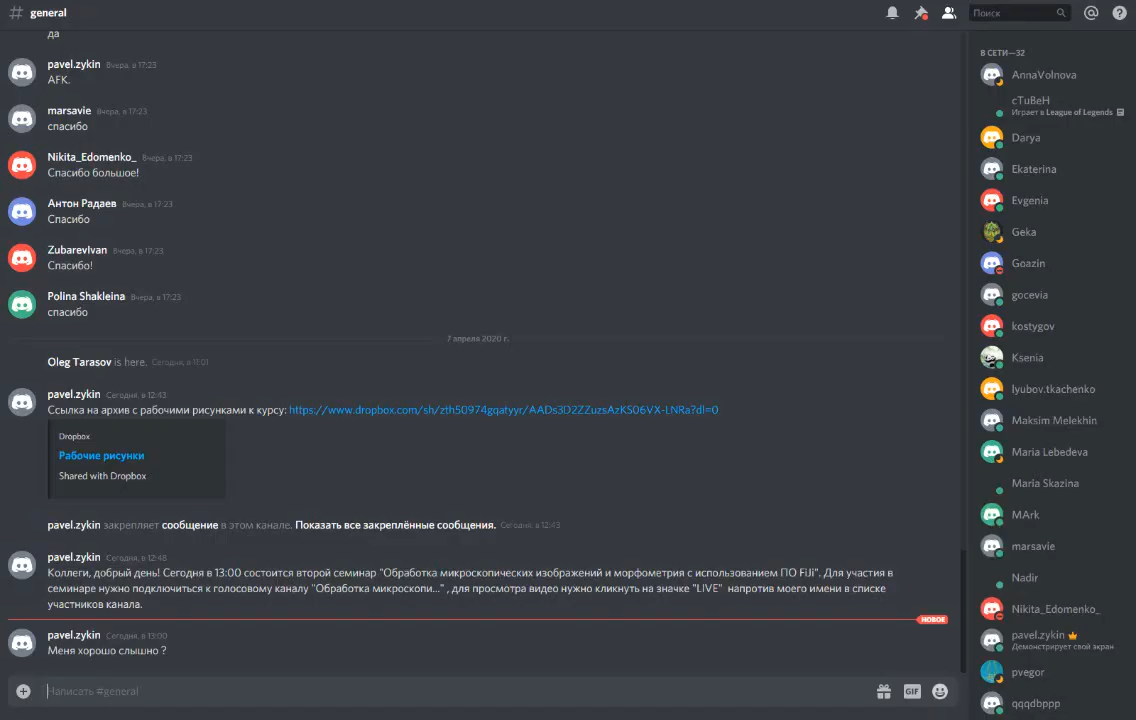 # general
Поиск
да
pavel.zykin Вчера, в 17:23
AFK.
marsavie Вчера, в 17:23
спасибо
Nikita_Edomenko_ Вчера, в 17:23
Спасибо большое!
Антон Радаев Вчера, в 17:23
Спасибо
ZubarevIvan Вчера, в 17:23
Спасибо!
Polina Shakleina Вчера, в 17:23
спасибо
7 апреля 2020 г.
Oleg Tarasov is here. Сегодня, в 11:01
pavel.zykin Сегодня, в 12:43
Ссылка на архив с рабочими рисунками к курсу: https://www.dropbox.com/sh/zth50974gqatyyr/AADs3D2ZZuzsAzKS06VX-LNRa?dl=0
Dropbox
Рабочие рисунки
Shared with Dropbox
pavel.zykin закрепляет сообщение в этом канале. Показать все закреплённые сообщения. Сегодня, в 12:43
pavel.zykin Сегодня, в 12:48
Коллеги, добрый день! Сегодня в 13:00 состоится второй семинар "Обработка микроскопических изображений и морфометрия с использованием ПО FiJi". Для участия в
семинаре нужно подключиться к голосовому каналу "Обработка микроскопи..." , для просмотра видео нужно кликнуть на значке "LIVE" напротив моего имени в списке
участников канала.
НОВОЕ
pavel.zykin Сегодня, в 13:00
Меня хорошо слышно ?
Написать #general
GIF
В СЕТИ—32
AnnaVolnova
cTuBeH
Играет в League of Legends
Darya
Ekaterina
Evgenia
Geka
Goazin
gocevia
kostygov
Ksenia
lyubov.tkachenko
Maksim Melekhin
Maria Lebedeva
Maria Skazina
MArk
marsavie
Nadir
Nikita_Edomenko_
pavel.zykin
Демонстрирует свой экран
pvegor
qqqdbppp